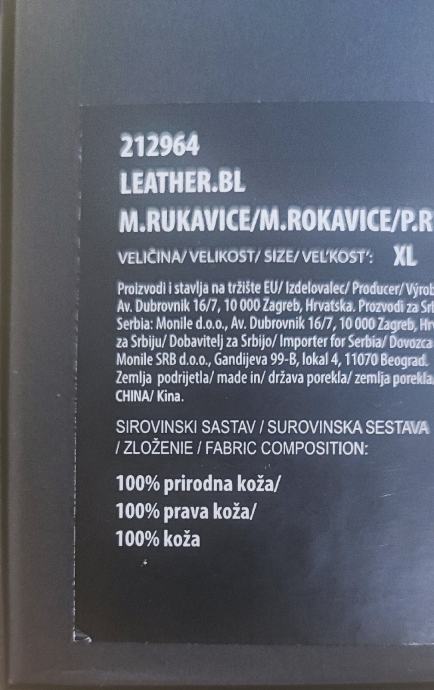 212964
LEATHER.BL
M.RUKAVICE/M.ROKAVICE/P.R
VELIČINA/ VELIKOST/ SIZE/ VEĽKOSŤ: XL
Proizvodi i stavlja na tržište EU/ Izdelovalec/ Producer/ Výrob
Av. Dubrovnik 16/7, 10 000 Zagreb, Hrvatska. Prozvodi za Srl
Serbia: Monile d.o.o., Av. Dubrovnik 16/7, 10 000 Zagreb, Hrv
za Srbiju/ Dobavitelj za Srbijo/ Importer for Serbia/ Dovozca
Monile SRB d.o.o., Gandijeva 99-B, lokal 4, 11070 Beograd.
Zemlja podrijetla/ made in/ država porekla/ zemlja porekla
CHINA/ Kina.
SIROVINSKI SASTAV / SUROVINSKA SESTAVA
/ ZLOŽENIE / FABRIC COMPOSITION:
100% prirodna koža/
100% prava koža/
100% koža